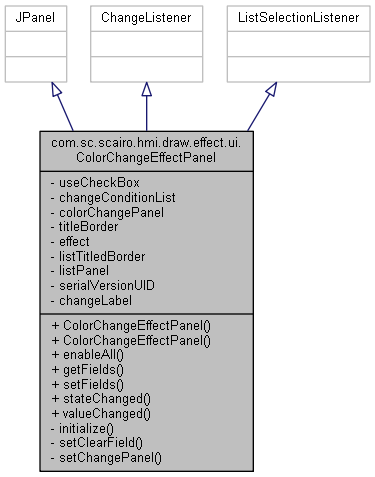 JPanel
ChangeListener
ListSelectionListener
com.sc.scairo.hmi.draw.effect.ui.
ColorChangeEffectPanel
- useCheckBox
- changeConditionList
- colorChangePanel
- titleBorder
- effect
- listTitledBorder
- listPanel
- serialVersionUID
- changeLabel
+ ColorChangeEffectPanel()
+ ColorChangeEffectPanel()
+ enableAll()
+ getFields()
+ setFields()
+ stateChanged()
+ valueChanged()
- initialize()
- setClearField()
- setChangePanel()